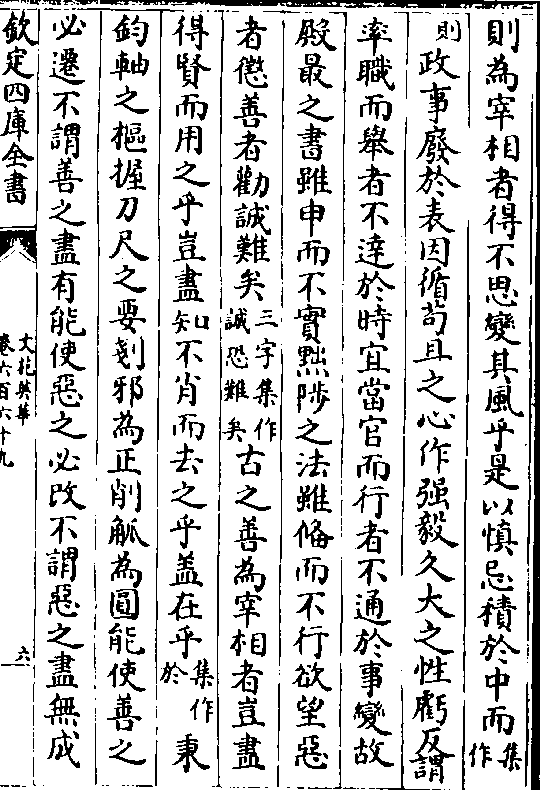 則為宰相者得不思變其風乎是以慎忌積於中而集作
則政事廢於表因循苟且之心作强毅久大之性虧反謂
率職而舉者不達於時宜當官而行者不通於事變故
殿最之書雖申而不實黜陟之法雖俻而不行欲望惡
者懲善者勸誠難矣三字集作誠恐難矣古之善為宰相者豈盡
得賢而用之乎豈盡知不肖而去之乎盖在乎集作於秉
鈞軸之樞握刀尺之要剗邪為正削觚為圓能使善之
必遷不謂善之盡有能使惡之必改不謂惡之盡無成
欽定四庫全書
文苑英華
卷六百六十九
六